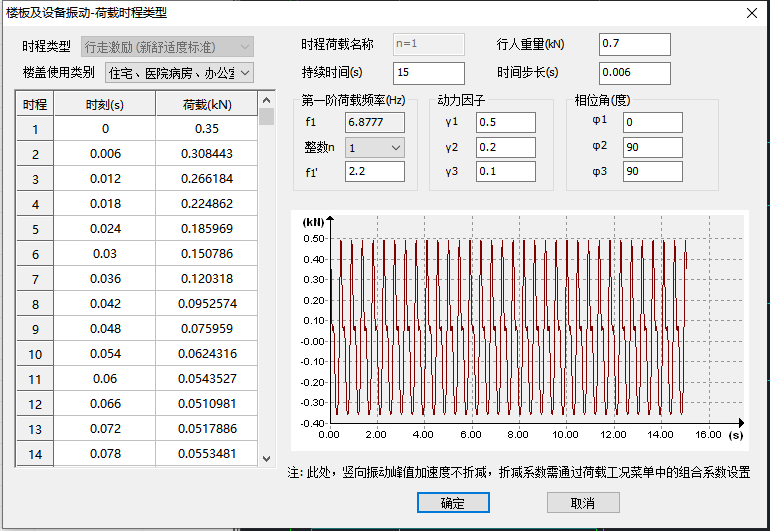 楼板及设备振动-荷载时程类型
时程类型 行走激励 (新舒适度标准)
楼盖使用类别 住宅、医院病房、办公室
时程荷载名称 n=1 行人重量(kN) 0.7
持续时间(s) 15 时间步长(s) 0.006
时程 时刻(s) 荷载(kN)
1 0 0.35
2 0.006 0.308443
3 0.012 0.266184
4 0.018 0.224862
5 0.024 0.185969
6 0.03 0.150786
7 0.036 0.120318
8 0.042 0.0952574
9 0.048 0.075959
10 0.054 0.0624316
11 0.06 0.0543527
12 0.066 0.0510981
13 0.072 0.0517886
14 0.078 0.0553481
第一阶荷载频率(Hz)
f1 6.8777
整数n 1
f1' 2.2
动力因子
γ1 0.5
γ2 0.2
γ3 0.1
相位角(度)
φ1 0
φ2 90
φ3 90
(kN)
0.50
0.40
0.30
0.20
0.10
-0.00
-0.10
-0.20
-0.30
-0.40
0.00 2.00 4.00 6.00 8.00 10.00 12.00 14.00 16.00 (s)
注: 此处，竖向振动峰值加速度不折减，折减系数需通过荷载工况菜单中的组合系数设置
确定 取消